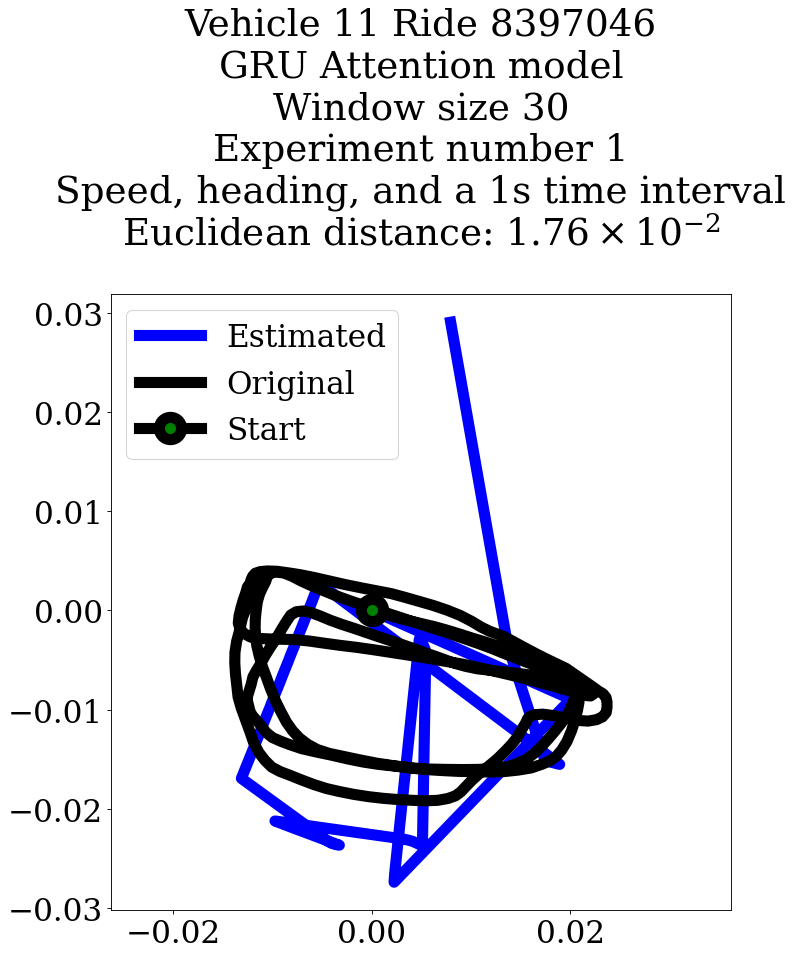 Vehicle 11 Ride 8397046
GRU Attention model
Window size 30
Experiment number 1
Speed, heading, and a 1s time interval
Euclidean distance: 1.76 × 10⁻²
Estimated
Original
Start
0.03
0.02
0.01
0.00
−0.01
−0.02
−0.03
−0.02 0.00 0.02